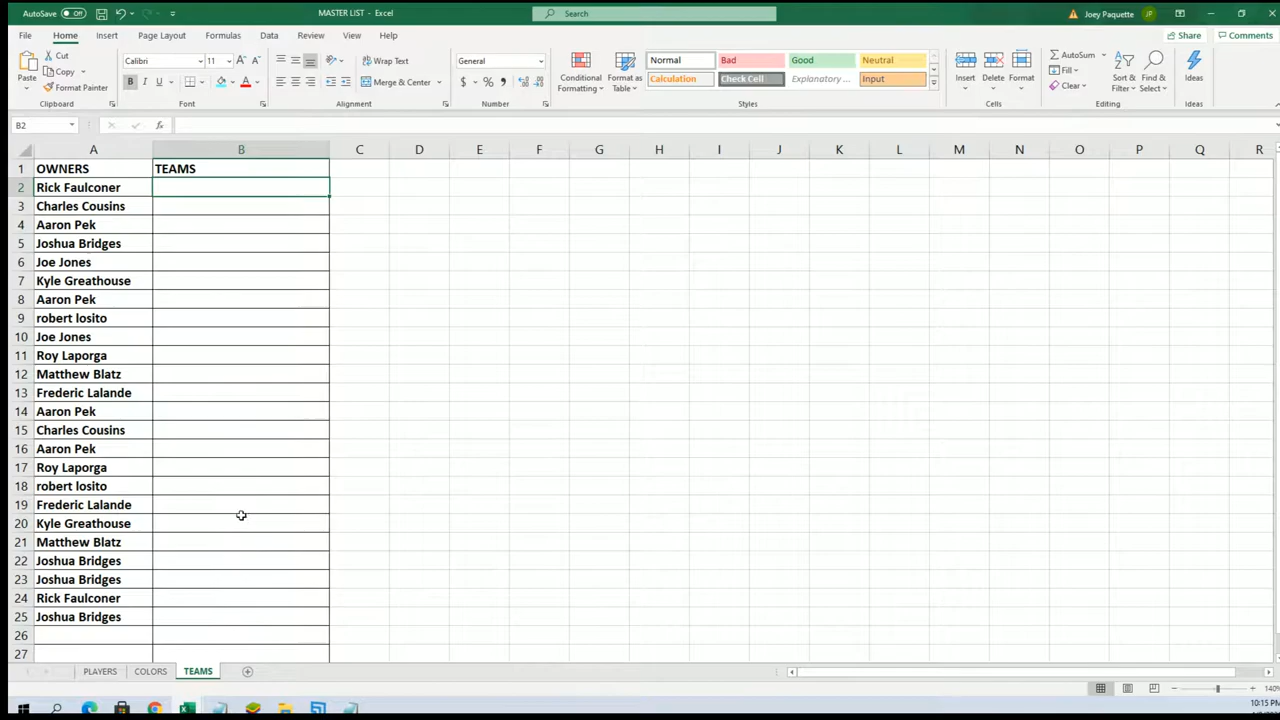 AutoSave Off MASTER LIST - Excel Search Joey Paquette JP
File Home Insert Page Layout Formulas Data Review View Help Share Comments
Cut Calibri 11 Wrap Text General Normal Bad Good Neutral AutoSum
Copy Fill
Paste Format Painter B I U Merge & Center $ % Calculation Check Cell Explanatory ... Input Clear
Conditional Formatting Format as Table Insert Delete Format Sort & Filter Find & Select Ideas
Clipboard Font Alignment Number Styles Cells Editing Ideas
B2 fx
A B C D E F G H I J K L M N O P Q R
1 OWNERS TEAMS
2 Rick Faulconer
3 Charles Cousins
4 Aaron Pek
5 Joshua Bridges
6 Joe Jones
7 Kyle Greathouse
8 Aaron Pek
9 robert losito
10 Joe Jones
11 Roy Laporga
12 Matthew Blatz
13 Frederic Lalande
14 Aaron Pek
15 Charles Cousins
16 Aaron Pek
17 Roy Laporga
18 robert losito
19 Frederic Lalande
20 Kyle Greathouse
21 Matthew Blatz
22 Joshua Bridges
23 Joshua Bridges
24 Rick Faulconer
25 Joshua Bridges
26
27
PLAYERS COLORS TEAMS
140%
10:15 PM